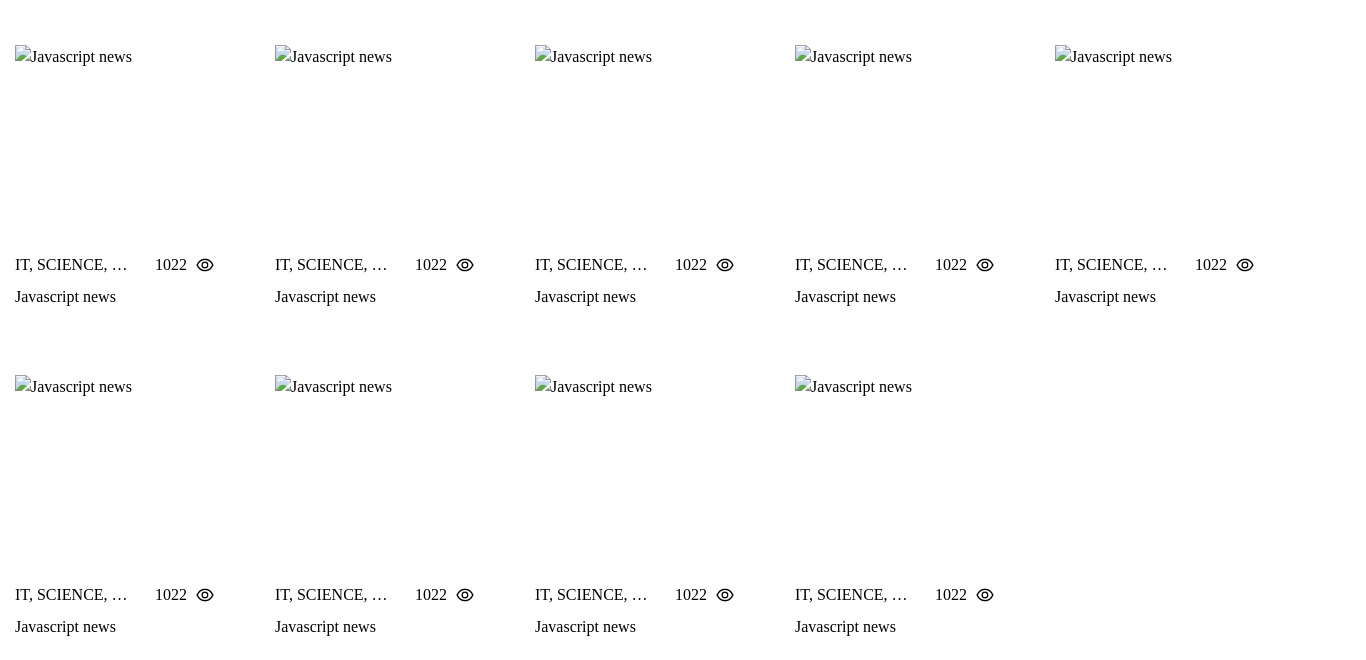 Javascript news Javascript news Javascript news Javascript news Javascript news
IT, SCIENCE, … 1022 IT, SCIENCE, … 1022 IT, SCIENCE, … 1022 IT, SCIENCE, … 1022 IT, SCIENCE, … 1022
Javascript news Javascript news Javascript news Javascript news Javascript news
Javascript news Javascript news Javascript news Javascript news
IT, SCIENCE, … 1022 IT, SCIENCE, … 1022 IT, SCIENCE, … 1022 IT, SCIENCE, … 1022
Javascript news Javascript news Javascript news Javascript news